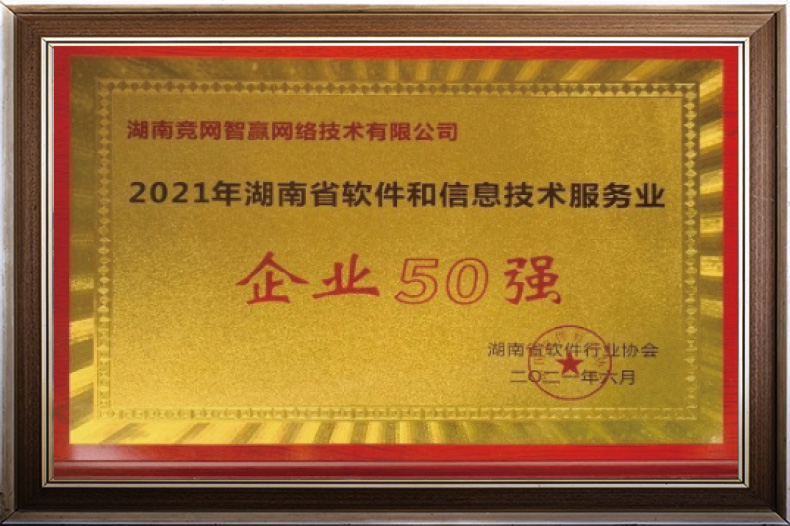 湖南竞网智赢网络技术有限公司
2021年湖南省软件和信息技术服务业
企业50强
湖南省软件行业协会
二〇二一年六月